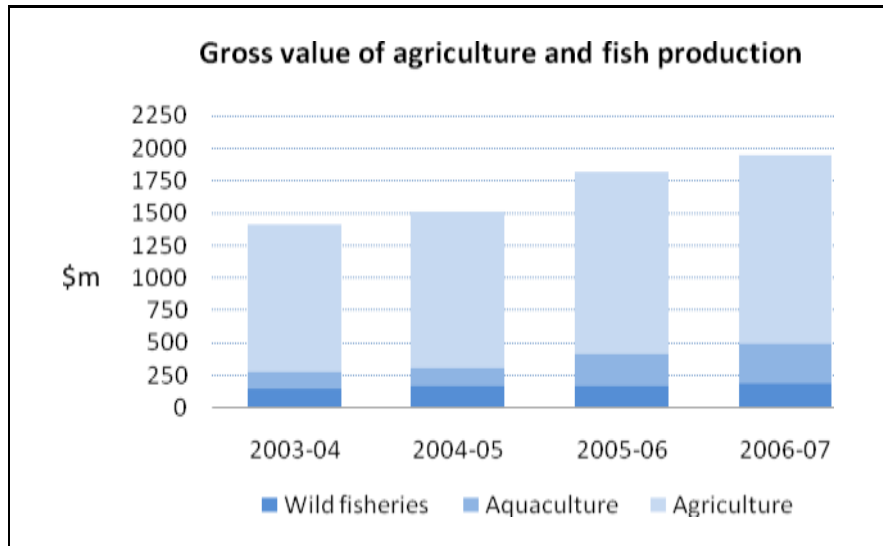 Gross value of agriculture and fish production
2250
2000
1750
1500
1250
$m
1000
750
500
250
0
2003-04 2004-05 2005-06 2006-07
Wild fisheries Aquaculture Agriculture